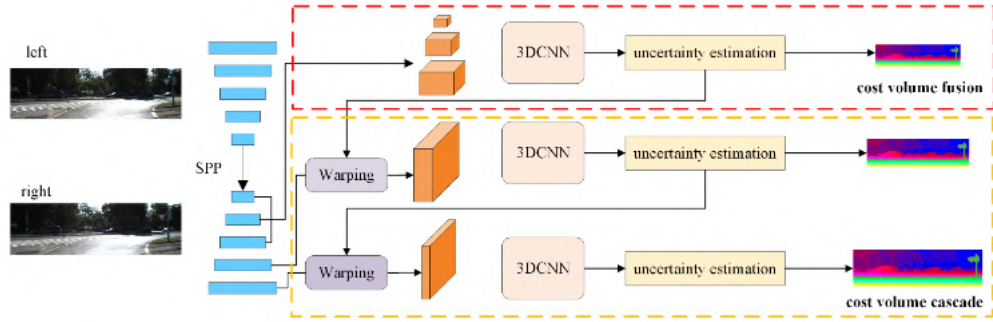 left
3DCNN
uncertainty estimation
cost volume fusion
SPP
right
Warping
3DCNN
uncertainty estimation
Warping
3DCNN
uncertainty estimation
cost volume cascade